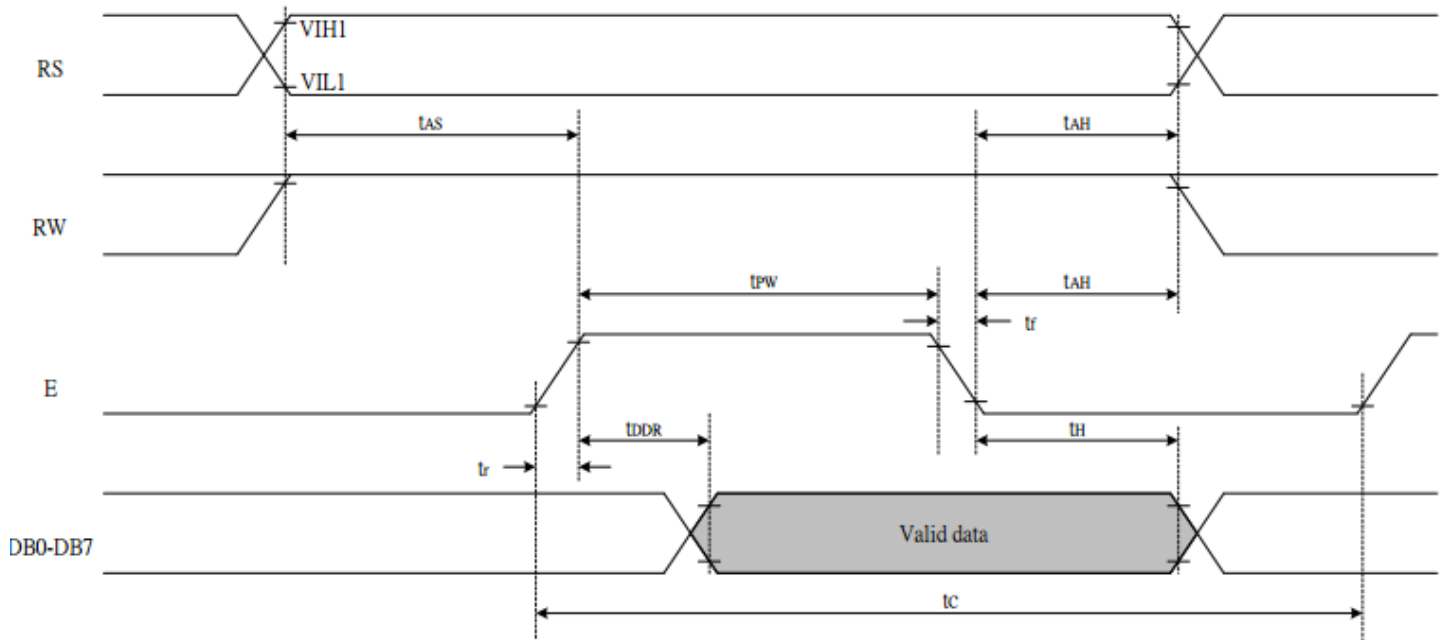 VIH1
RS
VIL1
tAS
tAH
RW
tPW
tAH
tf
E
tDDR
tH
tr
Valid data
DB0-DB7
tC